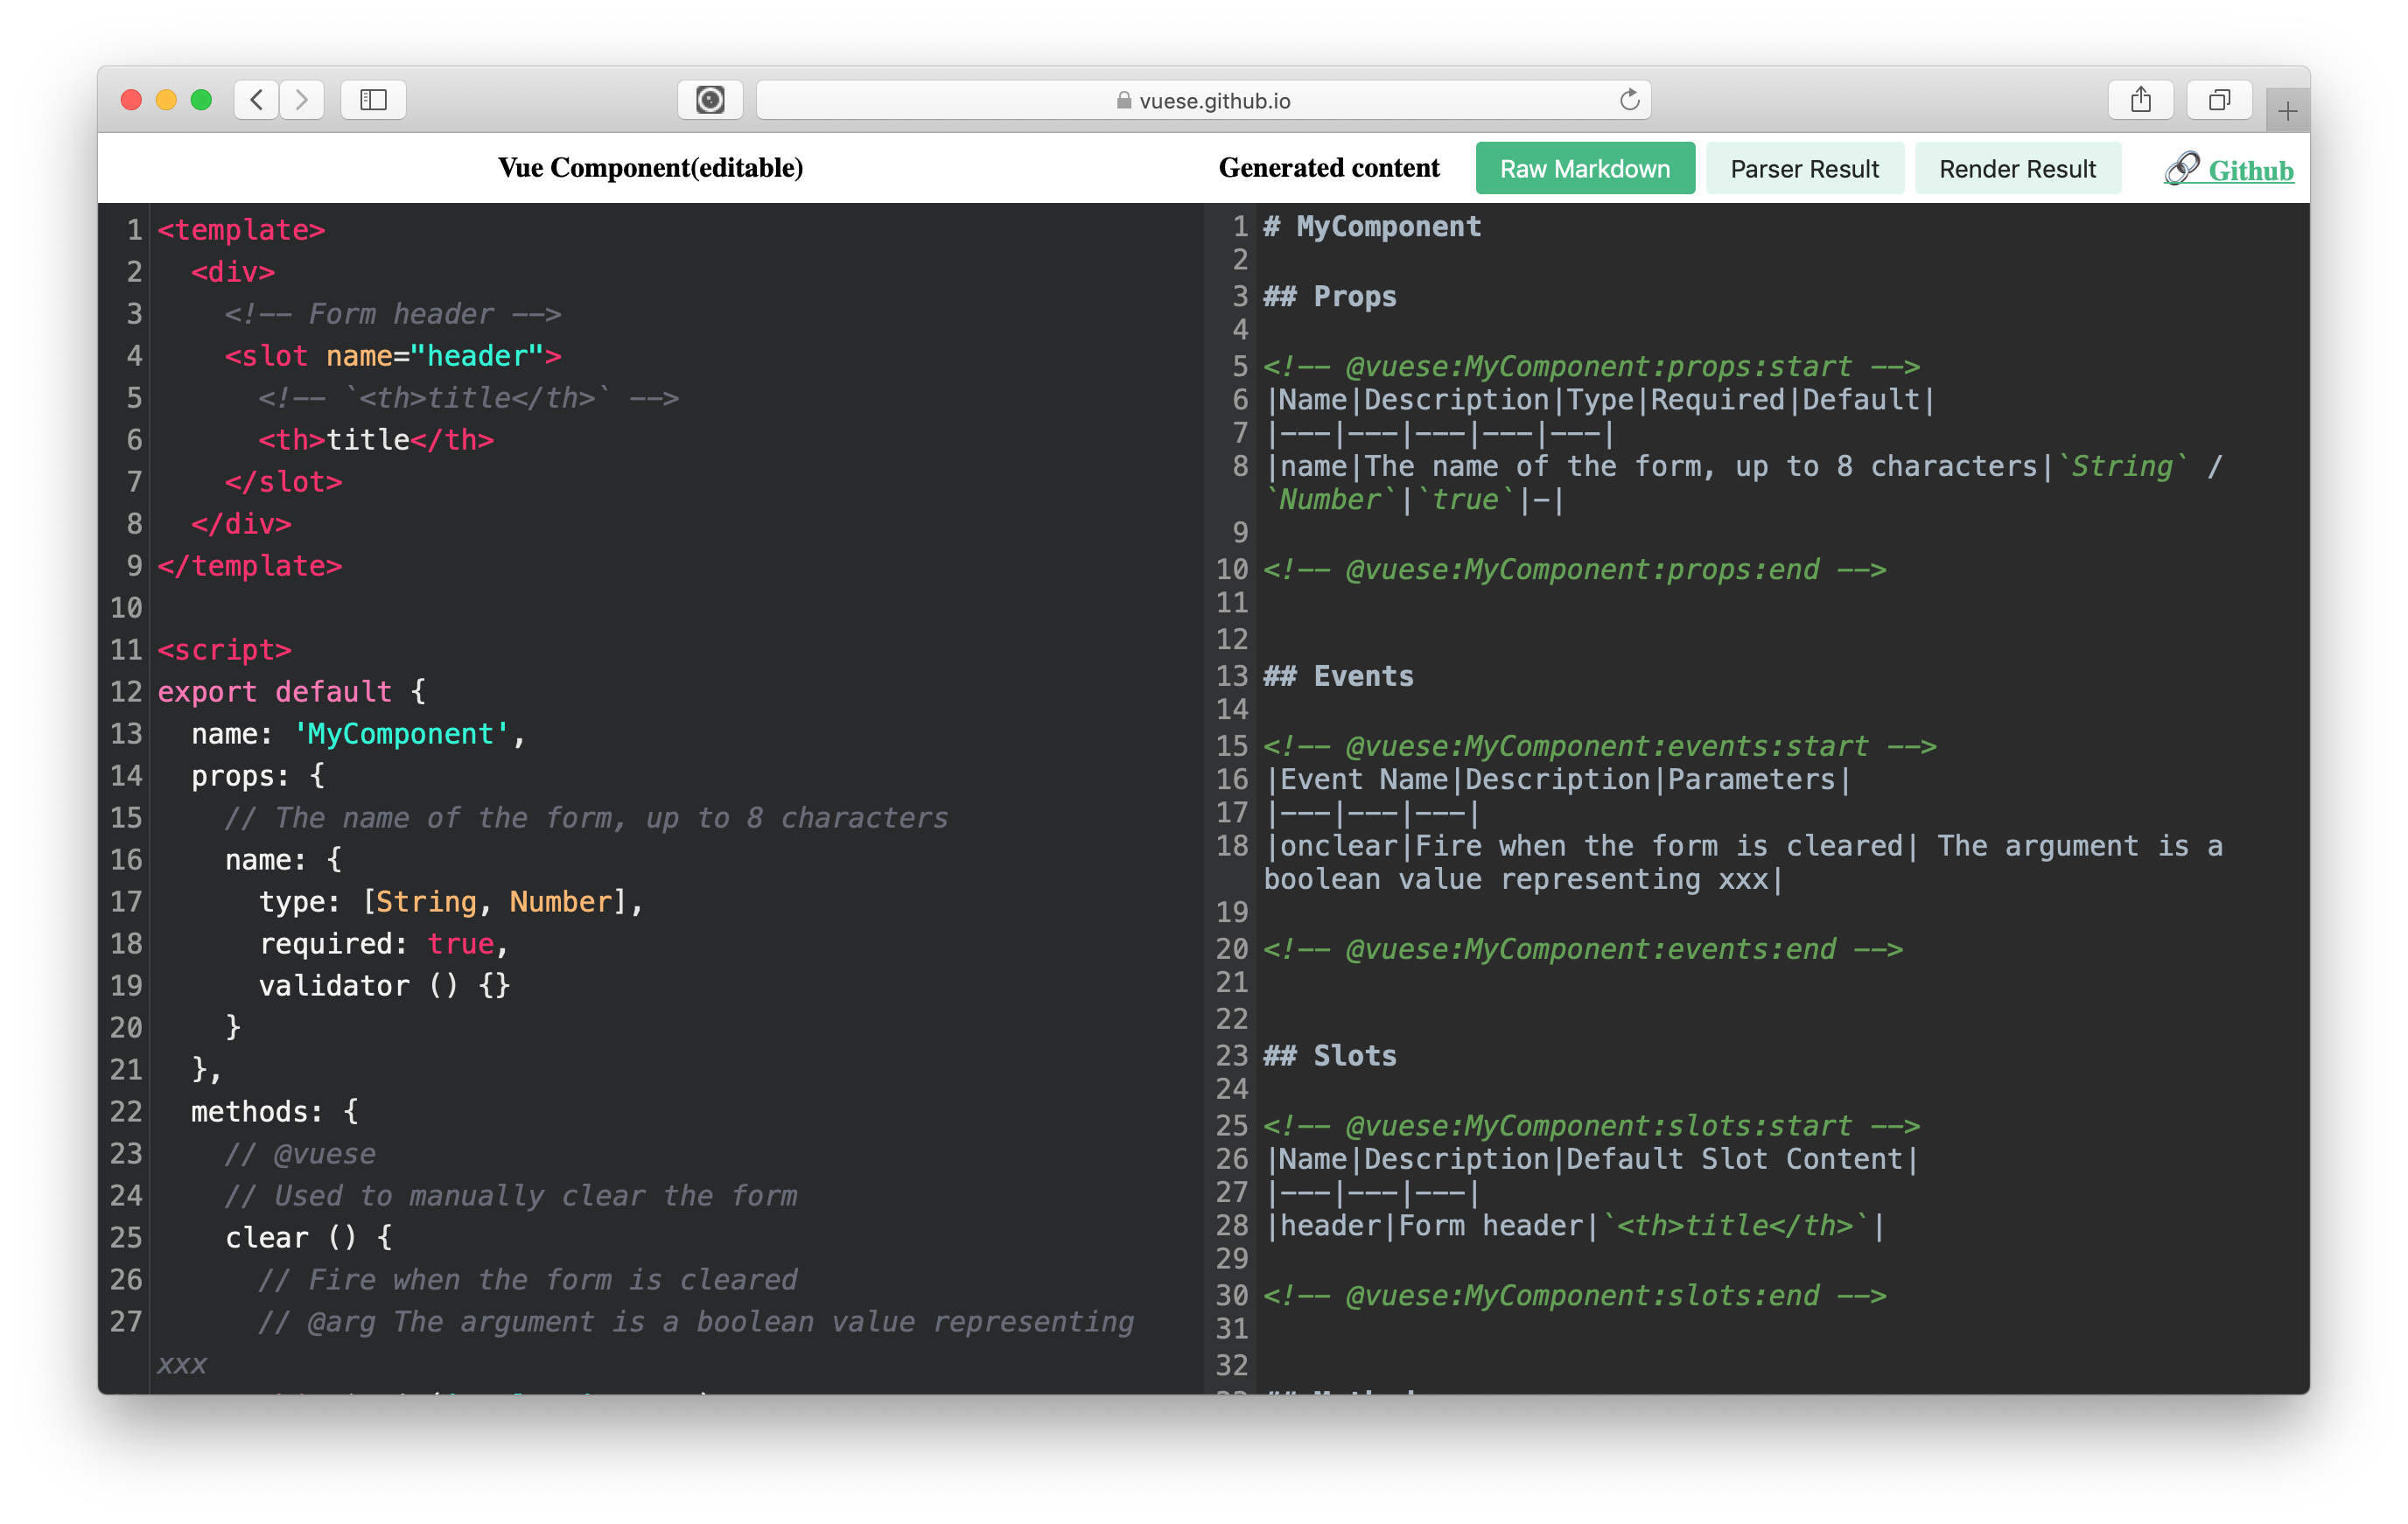 vuese.github.io
Vue Component(editable)
Generated content
Raw Markdown
Parser Result
Render Result
Github
1 <template>
2   <div>
3     <!-- Form header -->
4     <slot name="header">
5       <!-- `<th>title</th>` -->
6       <th>title</th>
7     </slot>
8   </div>
9 </template>
10
11 <script>
12 export default {
13   name: 'MyComponent',
14   props: {
15     // The name of the form, up to 8 characters
16     name: {
17       type: [String, Number],
18       required: true,
19       validator () {}
20     }
21   },
22   methods: {
23     // @vuese
24     // Used to manually clear the form
25     clear () {
26       // Fire when the form is cleared
27       // @arg The argument is a boolean value representing
xxx
1 # MyComponent
2
3 ## Props
4
5 <!-- @vuese:MyComponent:props:start -->
6 |Name|Description|Type|Required|Default|
7 |---|---|---|---|---|
8 |name|The name of the form, up to 8 characters|`String` /
`Number`|`true`|-|
9
10 <!-- @vuese:MyComponent:props:end -->
11
12
13 ## Events
14
15 <!-- @vuese:MyComponent:events:start -->
16 |Event Name|Description|Parameters|
17 |---|---|---|
18 |onclear|Fire when the form is cleared| The argument is a
boolean value representing xxx|
19
20 <!-- @vuese:MyComponent:events:end -->
21
22
23 ## Slots
24
25 <!-- @vuese:MyComponent:slots:start -->
26 |Name|Description|Default Slot Content|
27 |---|---|---|
28 |header|Form header|`<th>title</th>`|
29
30 <!-- @vuese:MyComponent:slots:end -->
31
32